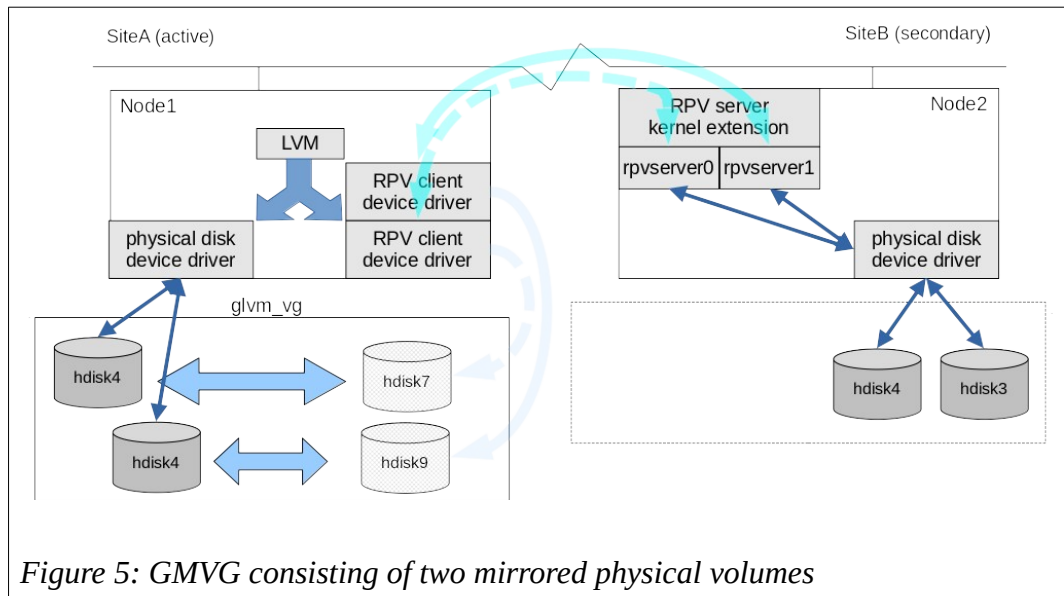 SiteA (active)
SiteB (secondary)
Node1
LVM
RPV client
device driver
RPV client
device driver
physical disk
device driver
RPV server
kernel extension
Node2
rpvserver0
rpvserver1
physical disk
device driver
glvm_vg
hdisk4
hdisk7
hdisk4
hdisk9
hdisk4
hdisk3
Figure 5: GMVG consisting of two mirrored physical volumes